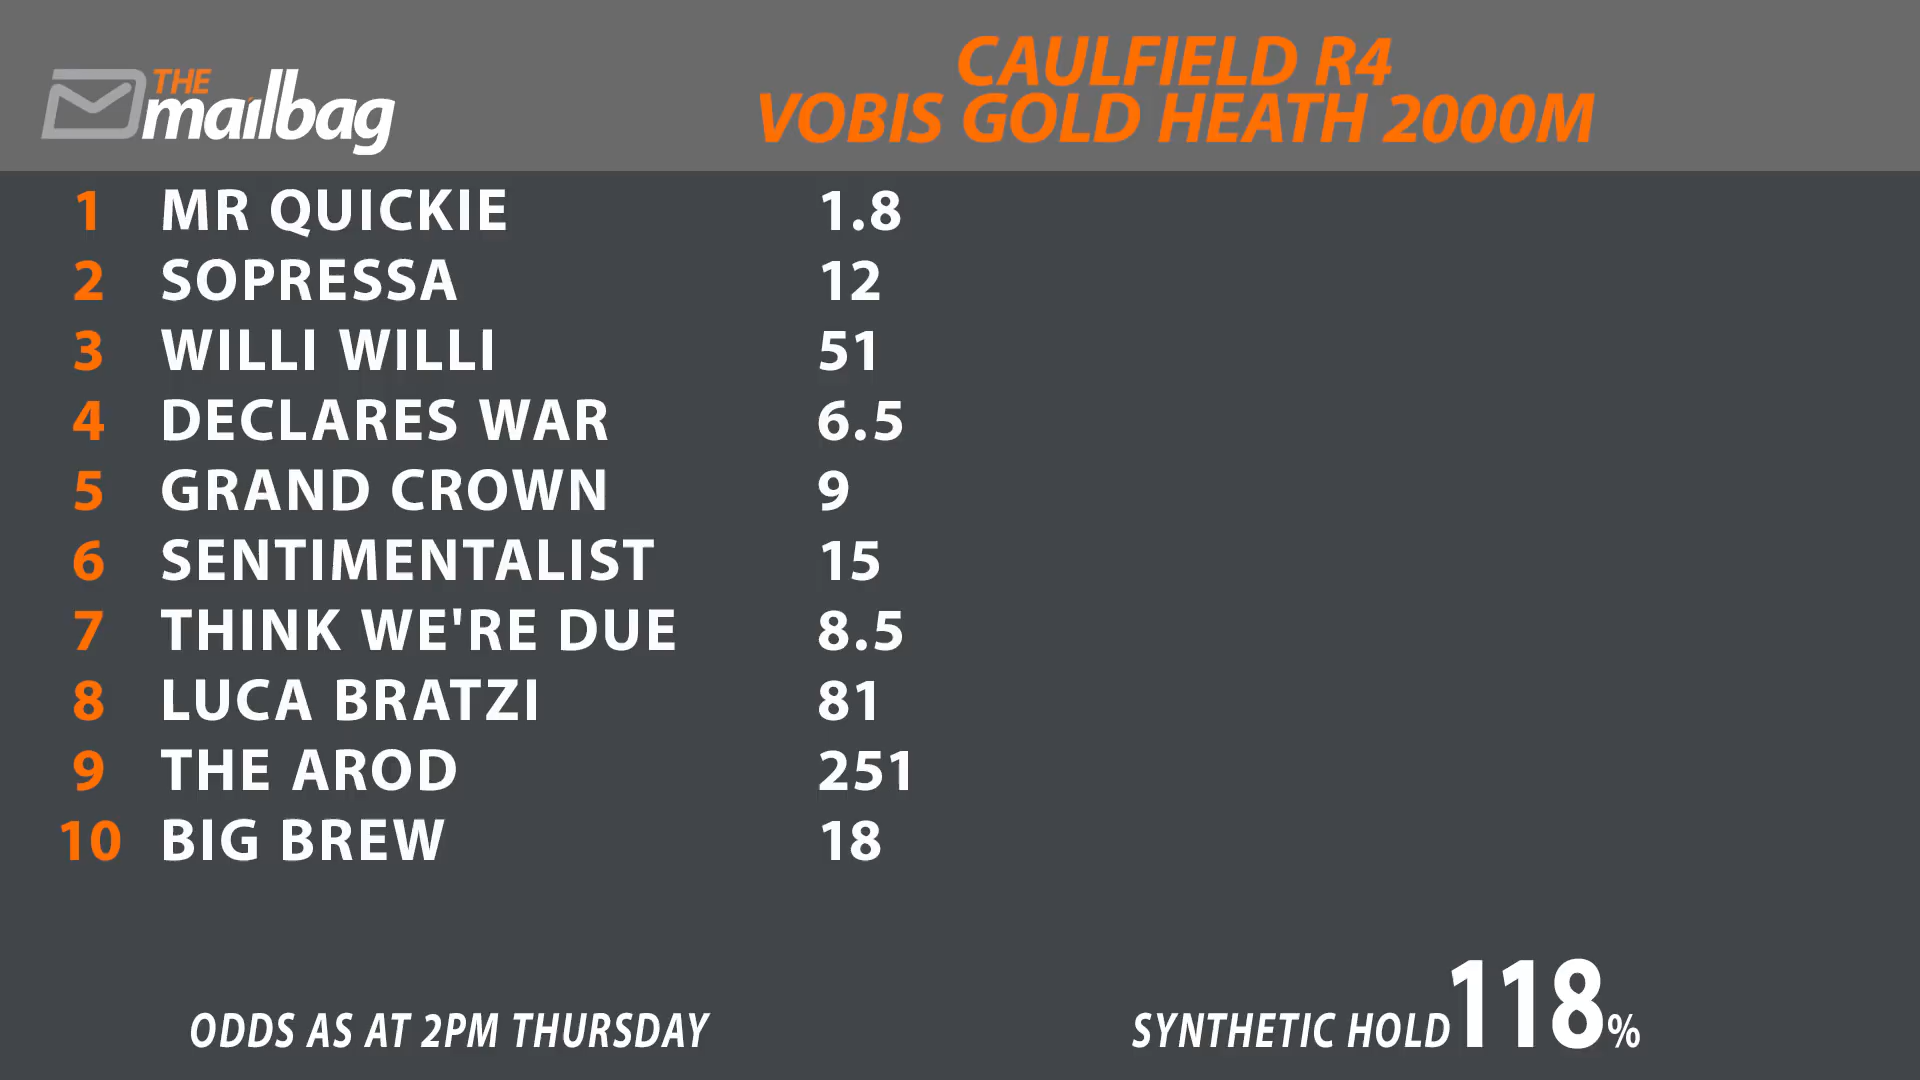 THE
mailbag
CAULFIELD R4
VOBIS GOLD HEATH 2000M
1 MR QUICKIE 1.8
2 SOPRESSA 12
3 WILLI WILLI 51
4 DECLARES WAR 6.5
5 GRAND CROWN 9
6 SENTIMENTALIST 15
7 THINK WE'RE DUE 8.5
8 LUCA BRATZI 81
9 THE AROD 251
10 BIG BREW 18
ODDS AS AT 2PM THURSDAY
SYNTHETIC HOLD 118%